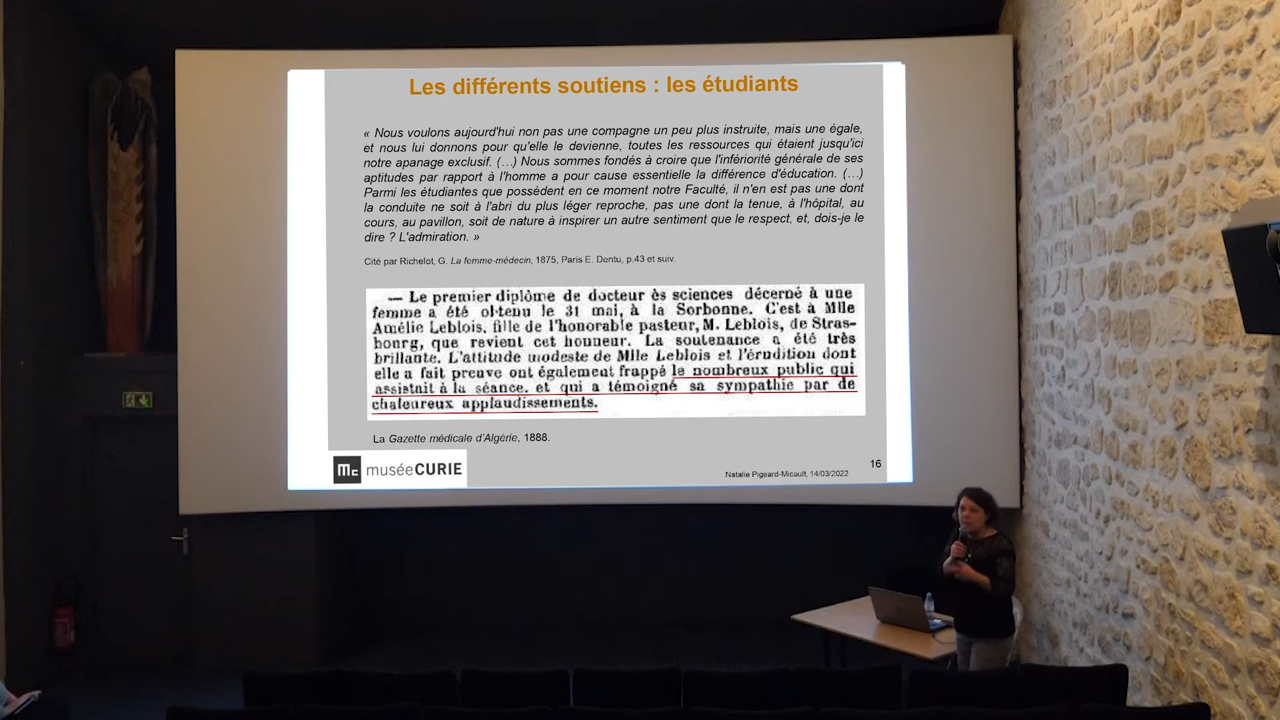 Les différents soutiens : les étudiants
« Nous voulons aujourd'hui non pas une compagne un peu plus instruite, mais une égale,
et nous lui donnons pour qu'elle le devienne, toutes les ressources qui étaient jusqu'ici
notre apanage exclusif. (…) Nous sommes fondés à croire que l'infériorité générale de ses
aptitudes par rapport à l'homme a pour cause essentielle la différence d'éducation. (…)
Parmi les étudiantes que possèdent en ce moment notre Faculté, il n'en est pas une dont
la conduite ne soit à l'abri du plus léger reproche, pas une dont la tenue, à l'hôpital, au
cours, au pavillon, soit de nature à inspirer un autre sentiment que le respect, et, dois-je le
dire ? L'admiration. »
Cité par Richelot, G. La femme-médecin, 1875, Paris E. Dentu, p.43 et suiv.
— Le premier diplôme de docteur ès sciences décerné à une
femme a été obtenu le 31 mai, à la Sorbonne. C'est à Mlle
Amélie Leblois, fille de l'honorable pasteur, M. Leblois, de Stras-
bourg, que revient cet honneur. La soutenance a été très
brillante. L'attitude modeste de Mlle Leblois et l'érudition dont
elle a fait preuve ont également frappé le nombreux public qui
assistait à la séance, et qui a témoigné sa sympathie par de
chaleureux applaudissements.
La Gazette médicale d'Algérie, 1888.
Mc muséeCURIE
Natalie Pigeard-Micault, 14/03/2022
16